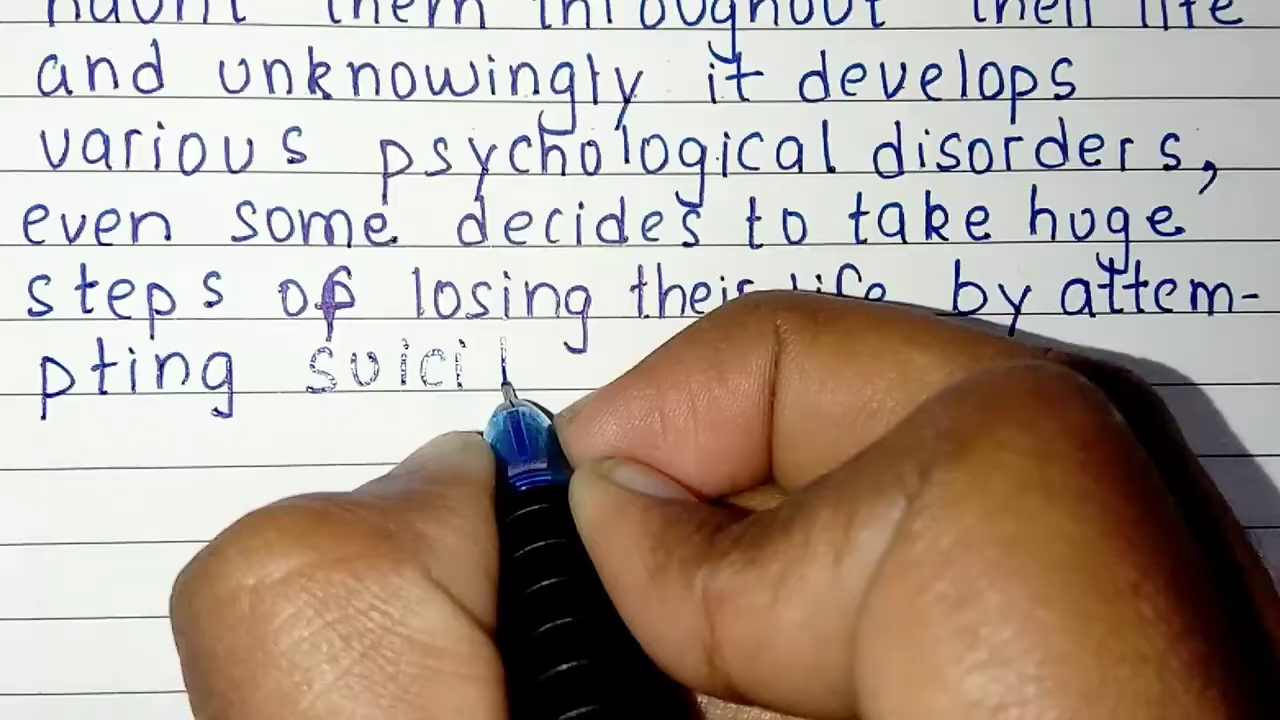 haunt them throughout their life
and unknowingly it develops
various psychological disorders,
even some decides to take huge
steps of losing their life by attem-
pting suici